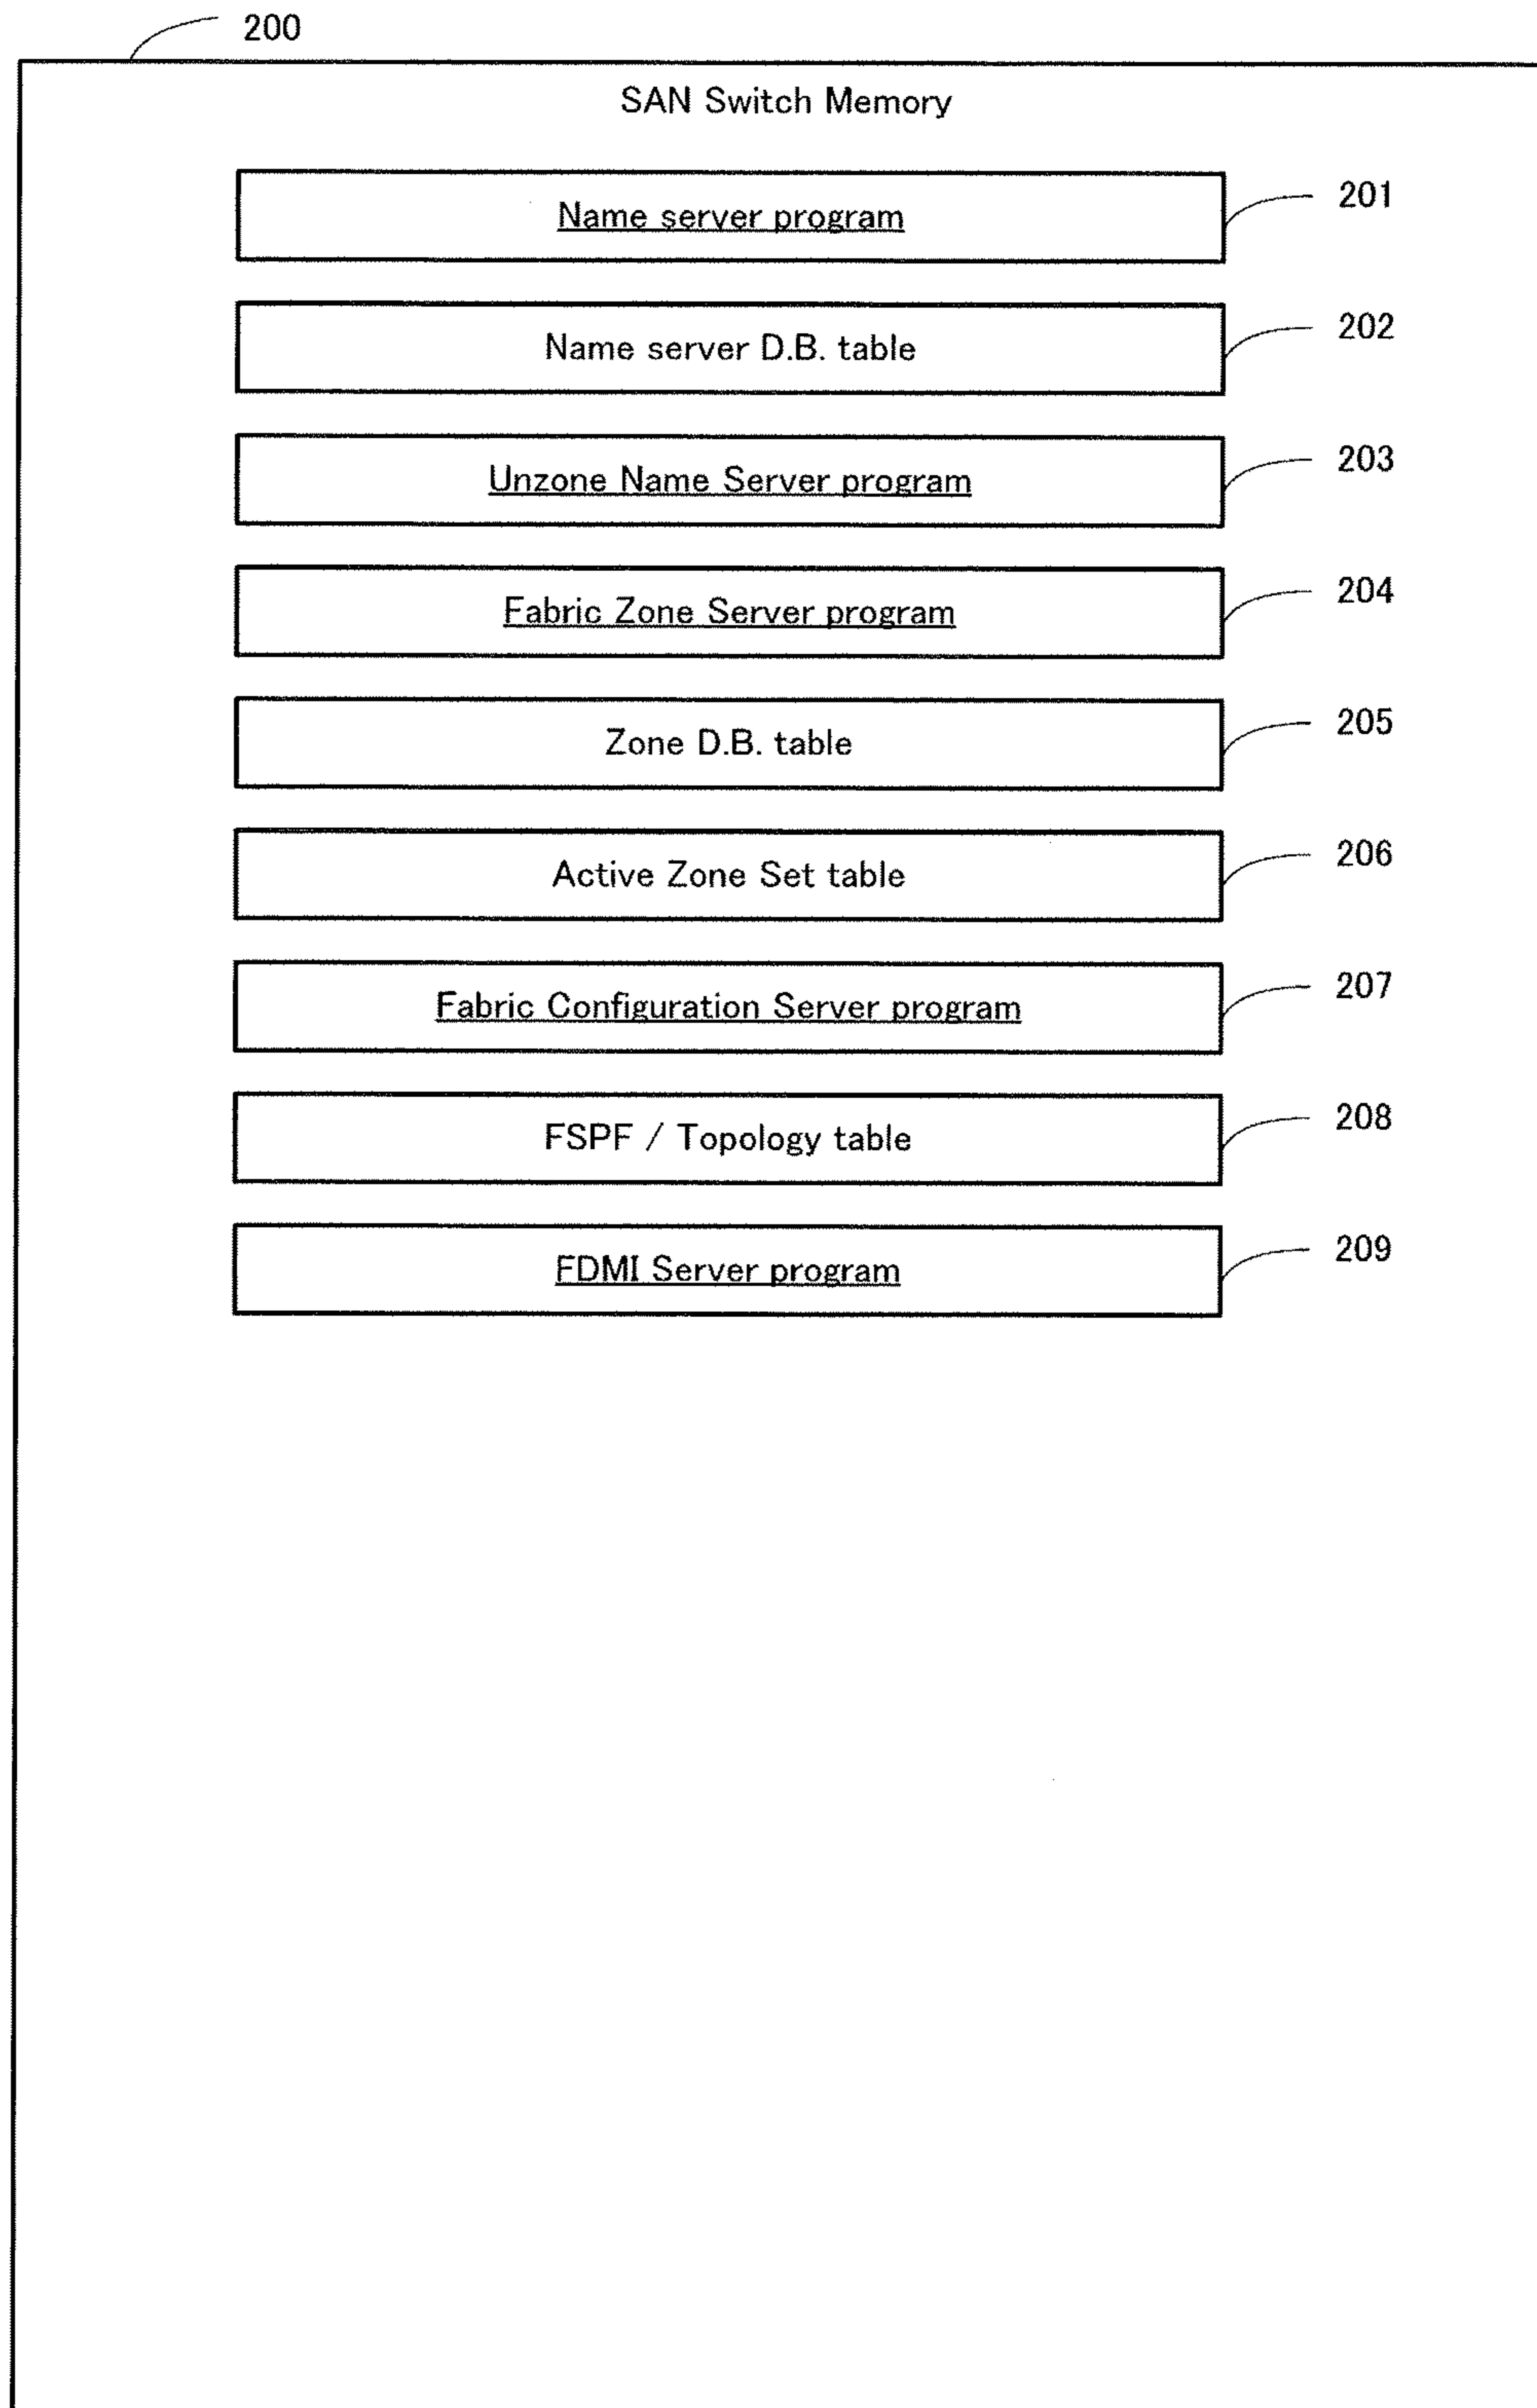 200
SAN Switch Memory
Name server program 201
Name server D.B. table 202
Unzone Name Server program 203
Fabric Zone Server program 204
Zone D.B. table 205
Active Zone Set table 206
Fabric Configuration Server program 207
FSPF / Topology table 208
FDMI Server program 209